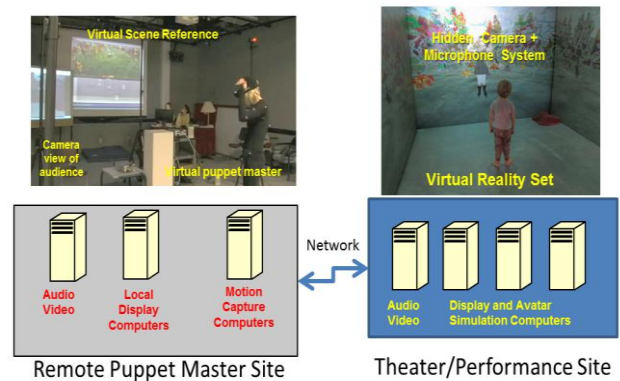 Virtual Scene Reference
Camera
view of
audience
Virtual puppet master
Hidden Camera +
Microphone System
Virtual Reality Set
Audio
Video
Local
Display
Computers
Motion
Capture
Computers
Network
Audio
Video
Display and Avatar
Simulation Computers
Remote Puppet Master Site
Theater/Performance Site